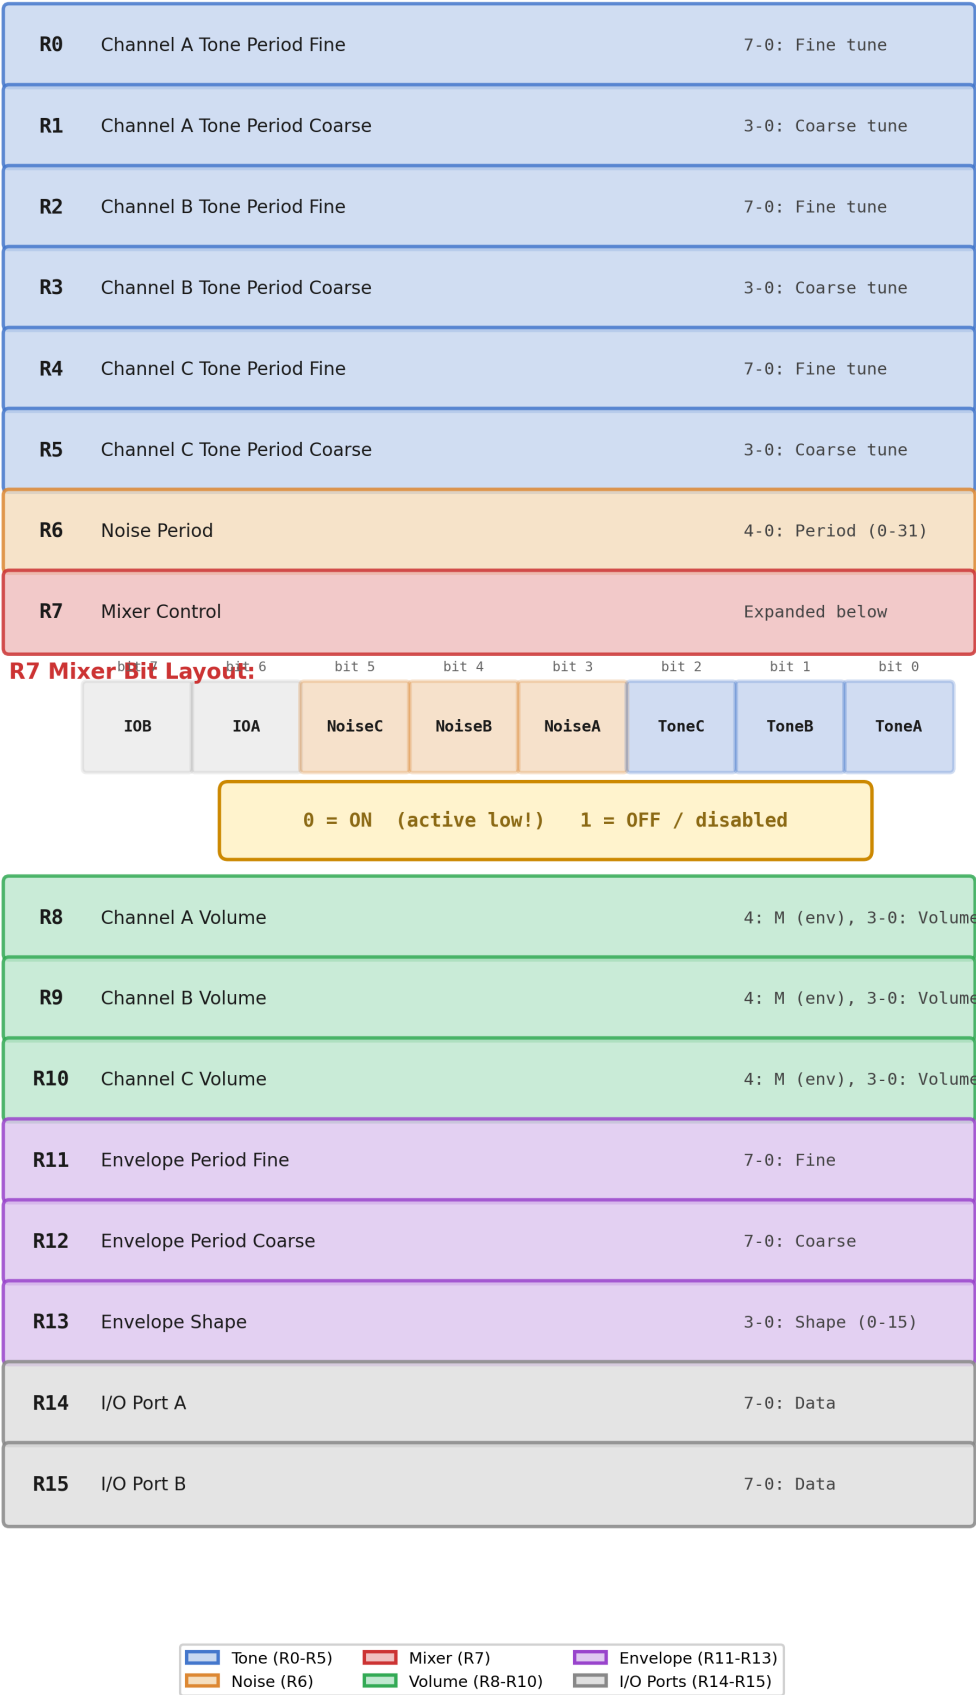 R0 Channel A Tone Period Fine 7-0: Fine tune
R1 Channel A Tone Period Coarse 3-0: Coarse tune
R2 Channel B Tone Period Fine 7-0: Fine tune
R3 Channel B Tone Period Coarse 3-0: Coarse tune
R4 Channel C Tone Period Fine 7-0: Fine tune
R5 Channel C Tone Period Coarse 3-0: Coarse tune
R6 Noise Period 4-0: Period (0-31)
R7 Mixer Control Expanded below
R7 Mixer Bit Layout:
bit 7 bit 6 bit 5 bit 4 bit 3 bit 2 bit 1 bit 0
IOB IOA NoiseC NoiseB NoiseA ToneC ToneB ToneA
0 = ON (active low!) 1 = OFF / disabled
R8 Channel A Volume 4: M (env), 3-0: Volume
R9 Channel B Volume 4: M (env), 3-0: Volume
R10 Channel C Volume 4: M (env), 3-0: Volume
R11 Envelope Period Fine 7-0: Fine
R12 Envelope Period Coarse 7-0: Coarse
R13 Envelope Shape 3-0: Shape (0-15)
R14 I/O Port A 7-0: Data
R15 I/O Port B 7-0: Data
Tone (R0-R5) Mixer (R7) Envelope (R11-R13)
Noise (R6) Volume (R8-R10) I/O Ports (R14-R15)